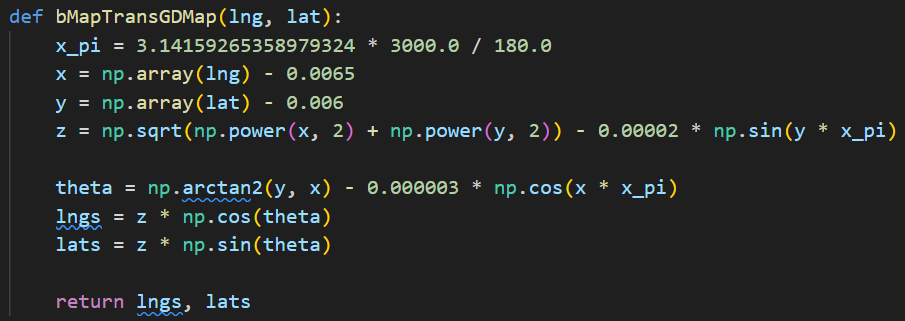 def bMapTransGDMap(lng, lat):
    x_pi = 3.14159265358979324 * 3000.0 / 180.0
    x = np.array(lng) - 0.0065
    y = np.array(lat) - 0.006
    z = np.sqrt(np.power(x, 2) + np.power(y, 2)) - 0.00002 * np.sin(y * x_pi)

    theta = np.arctan2(y, x) - 0.000003 * np.cos(x * x_pi)
    lngs = z * np.cos(theta)
    lats = z * np.sin(theta)

    return lngs, lats